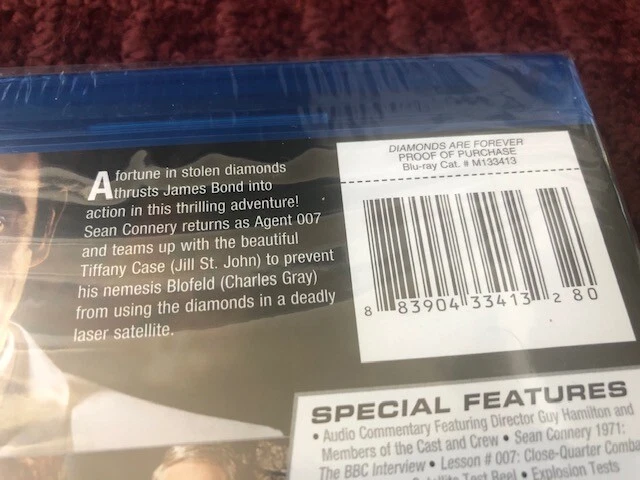 A fortune in stolen diamonds
thrusts James Bond into
action in this thrilling adventure!
Sean Connery returns as Agent 007
and teams up with the beautiful
Tiffany Case (Jill St. John) to prevent
his nemesis Blofeld (Charles Gray)
from using the diamonds in a deadly
laser satellite.
DIAMONDS ARE FOREVER
PROOF OF PURCHASE
Blu-ray Cat. # M133413
8 83904 33413 2 80
SPECIAL FEATURES
• Audio Commentary Featuring Director Guy Hamilton and
Members of the Cast and Crew • Sean Connery 1971:
The BBC Interview • Lesson # 007: Close-Quarter Comba
Test Reel • Explosion Tests